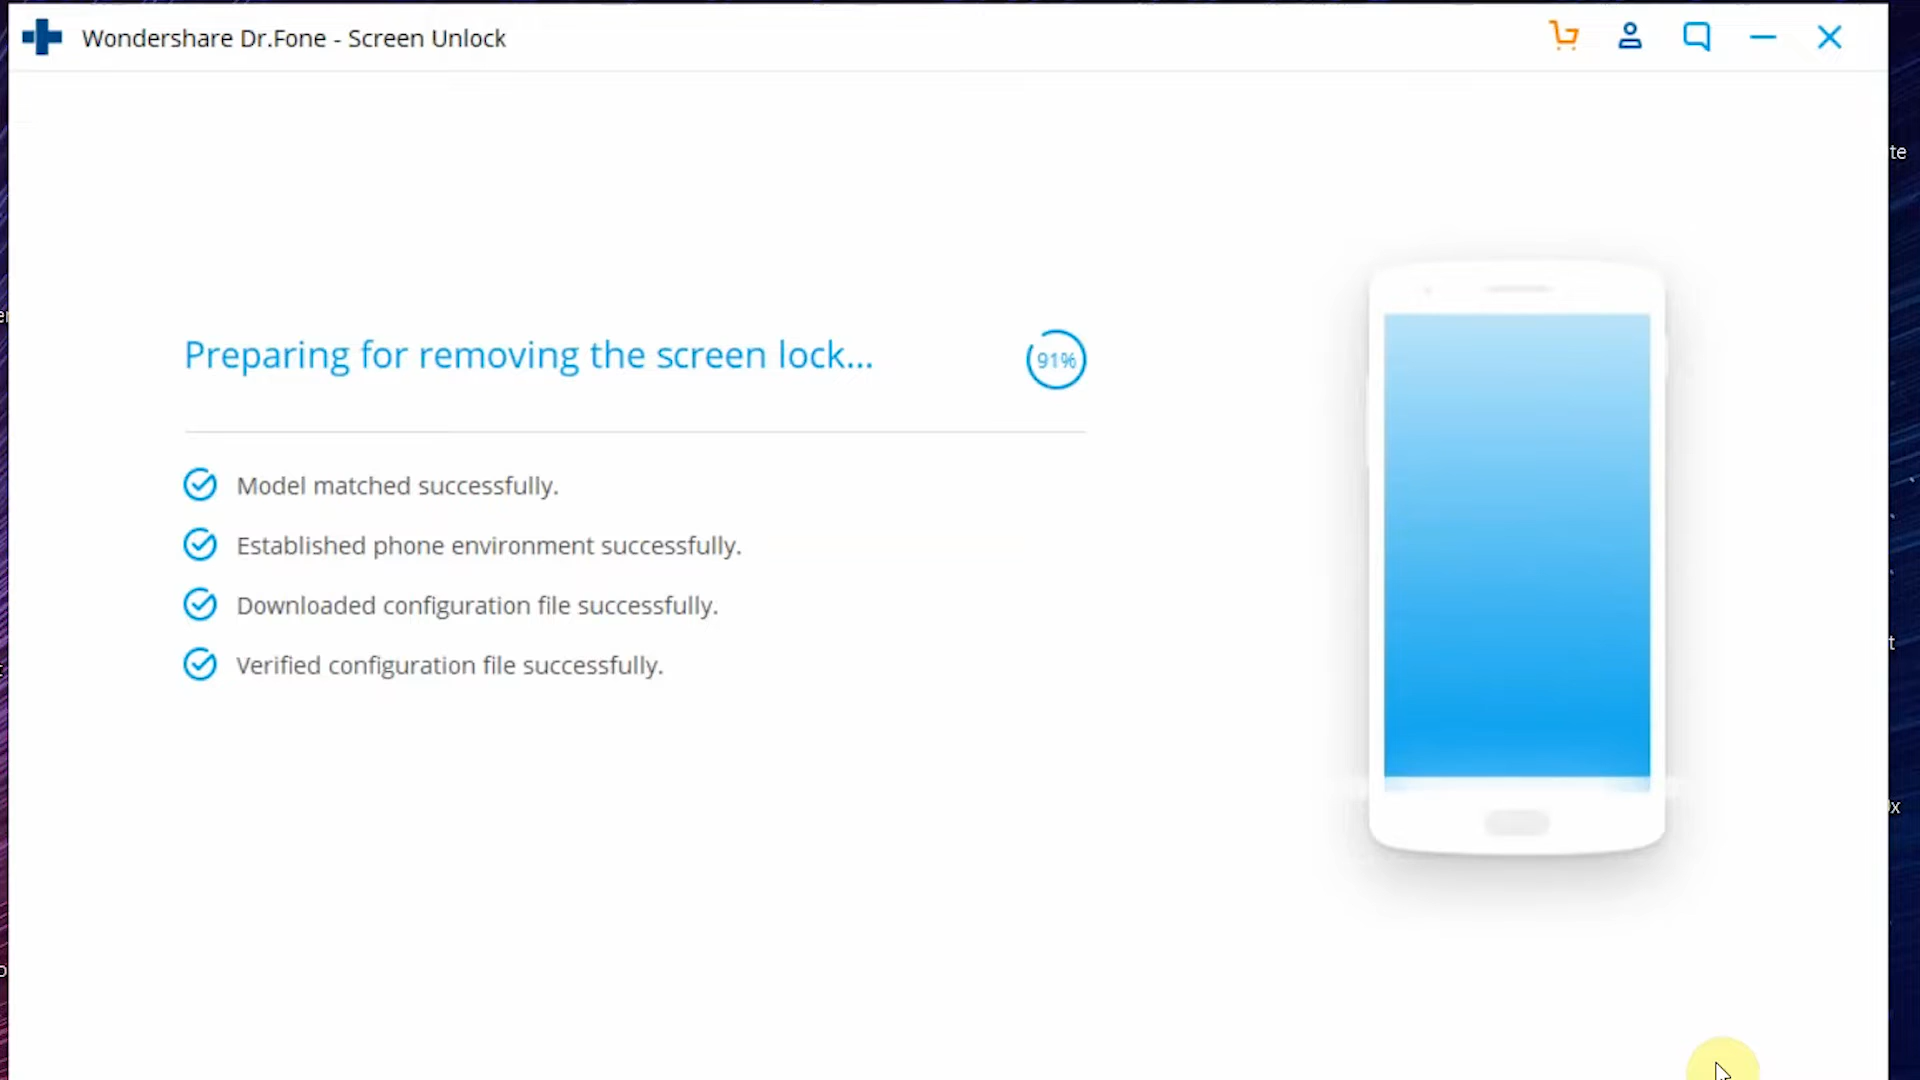 Wondershare Dr.Fone - Screen Unlock
te
Preparing for removing the screen lock...
91%
Model matched successfully.
Established phone environment successfully.
Downloaded configuration file successfully.
Verified configuration file successfully.